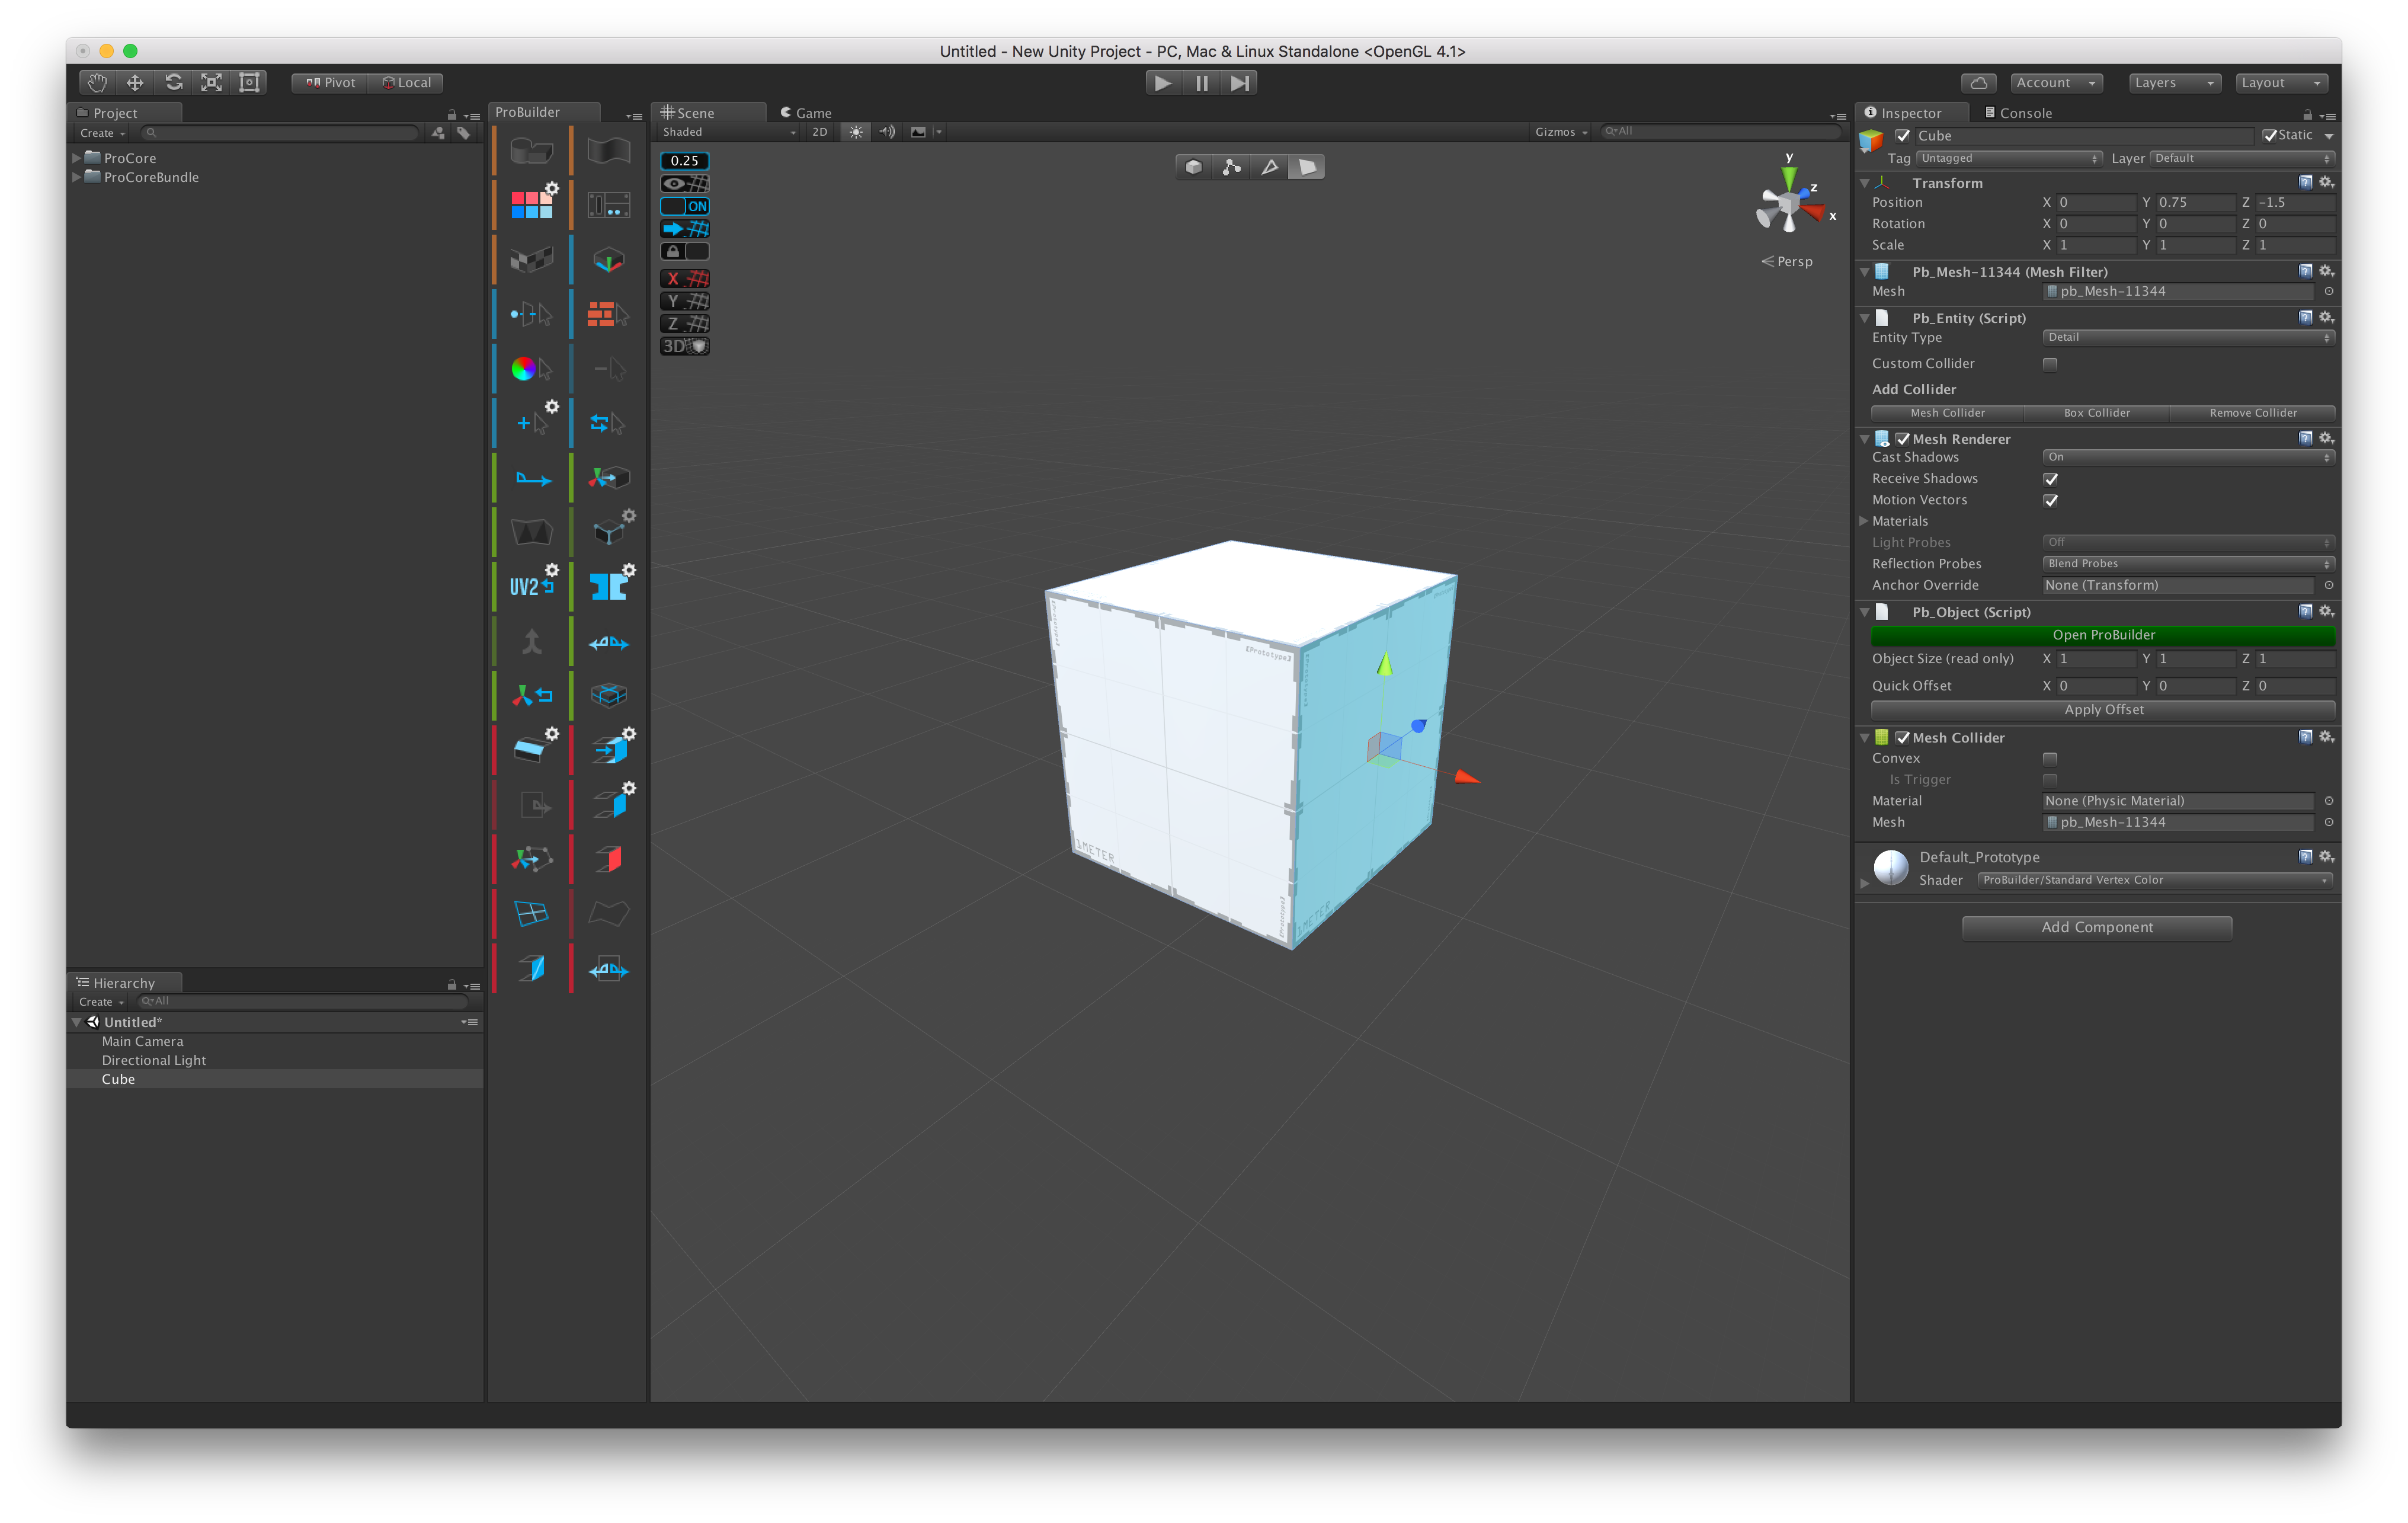 Untitled - New Unity Project - PC, Mac & Linux Standalone <OpenGL 4.1>
Pivot Local
Account Layers Layout
Project
Create
ProCore
ProCoreBundle
Hierarchy
Create All
Untitled*
Main Camera
Directional Light
Cube
ProBuilder
UV2
Scene Game
Shaded 2D Gizmos All
0.25
ON
X
Y
Z
3D
y
z
x
Persp
[Prototype]
1METER
[Prototype]
1METER
Inspector Console
Cube Static
Tag Untagged Layer Default
Transform
Position X 0 Y 0.75 Z -1.5
Rotation X 0 Y 0 Z 0
Scale X 1 Y 1 Z 1
Pb_Mesh-11344 (Mesh Filter)
Mesh pb_Mesh-11344
Pb_Entity (Script)
Entity Type Detail
Custom Collider
Add Collider
Mesh Collider Box Collider Remove Collider
Mesh Renderer
Cast Shadows On
Receive Shadows
Motion Vectors
Materials
Light Probes Off
Reflection Probes Blend Probes
Anchor Override None (Transform)
Pb_Object (Script)
Open ProBuilder
Object Size (read only) X 1 Y 1 Z 1
Quick Offset X 0 Y 0 Z 0
Apply Offset
Mesh Collider
Convex
Is Trigger
Material None (Physic Material)
Mesh pb_Mesh-11344
Default_Prototype
Shader ProBuilder/Standard Vertex Color
Add Component